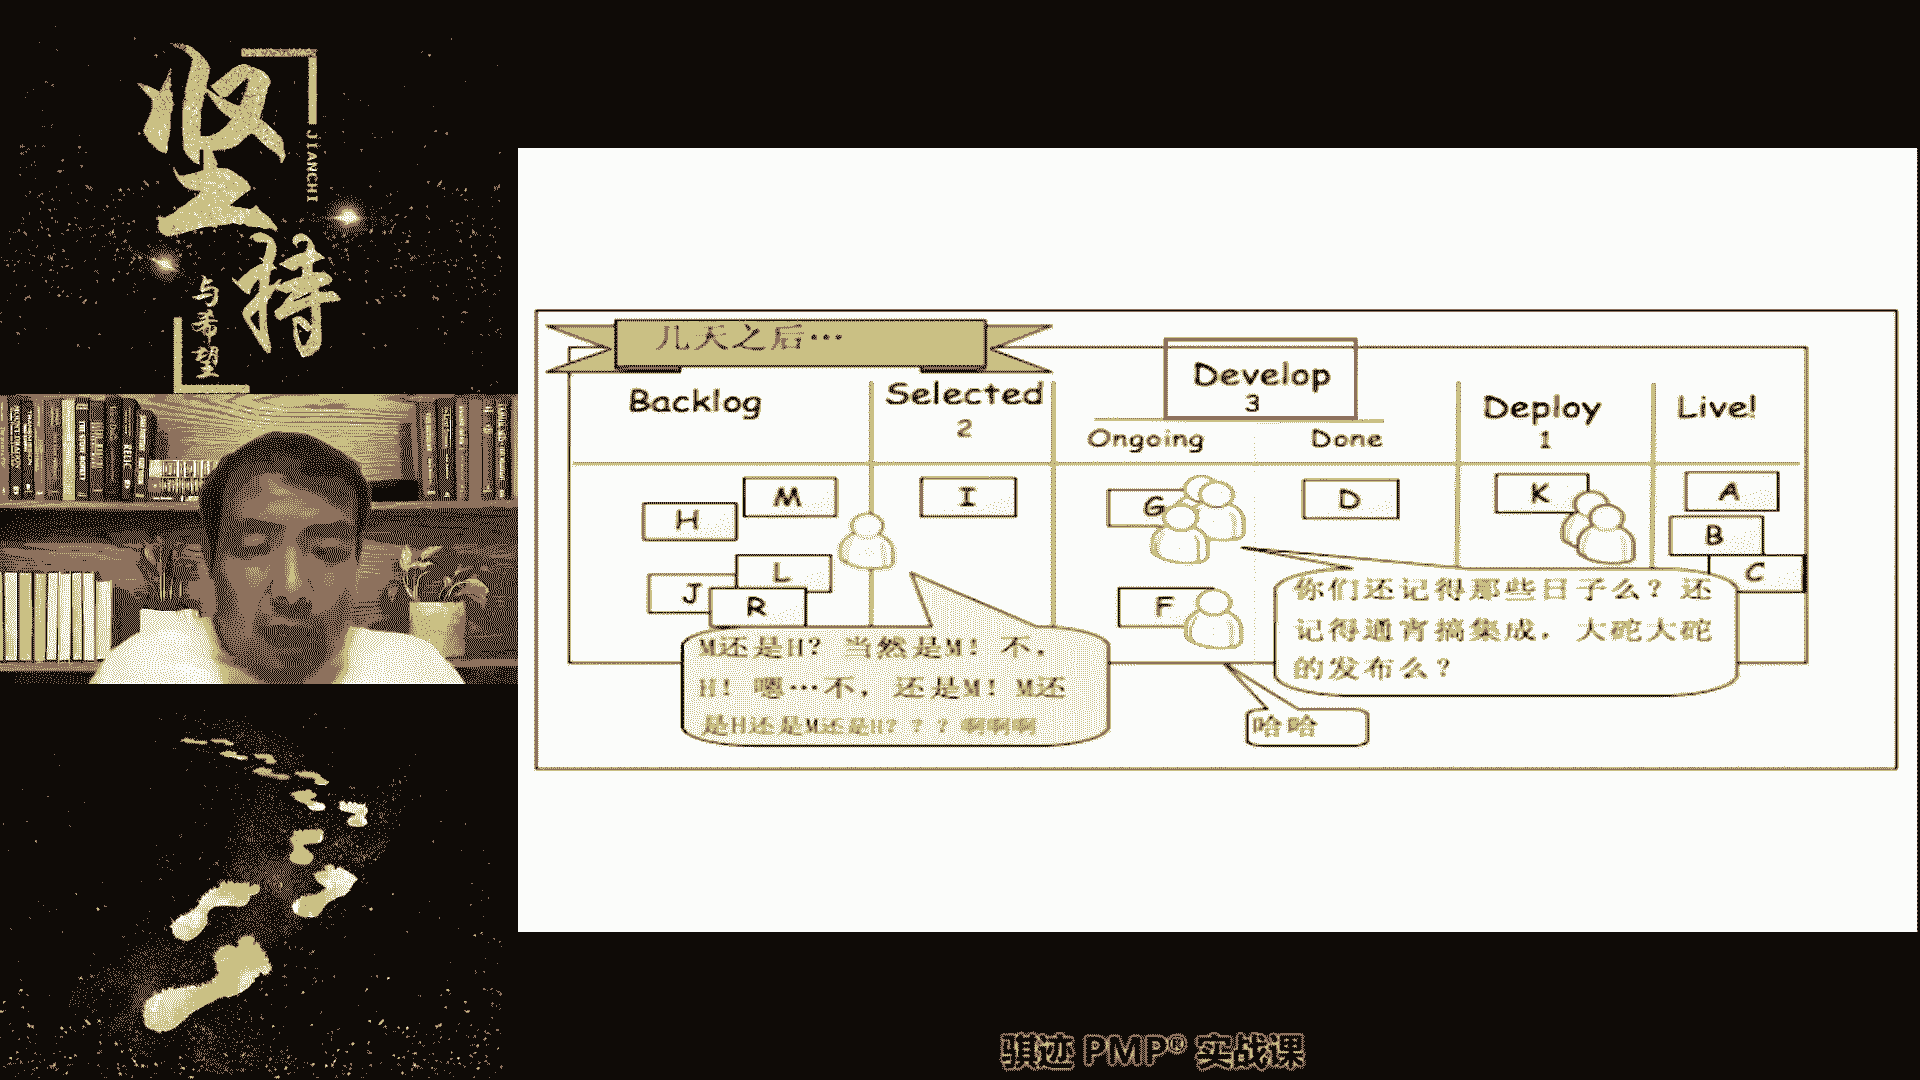 坚持
JIANCHI
与希望
几天之后…
Backlog
Selected
2
Develop
3
Ongoing
Done
Deploy
1
Live!
H
M
J
L
R
I
G
F
D
K
A
B
C
M还是H？当然是M！不，
H！嗯…不，还是M！M还
是H还是M还是H？？？啊啊啊
你们还记得那些日子么？还
记得通宵搞集成，大砣大砣
的发布么？
哈哈
骐迹 PMP® 实战课